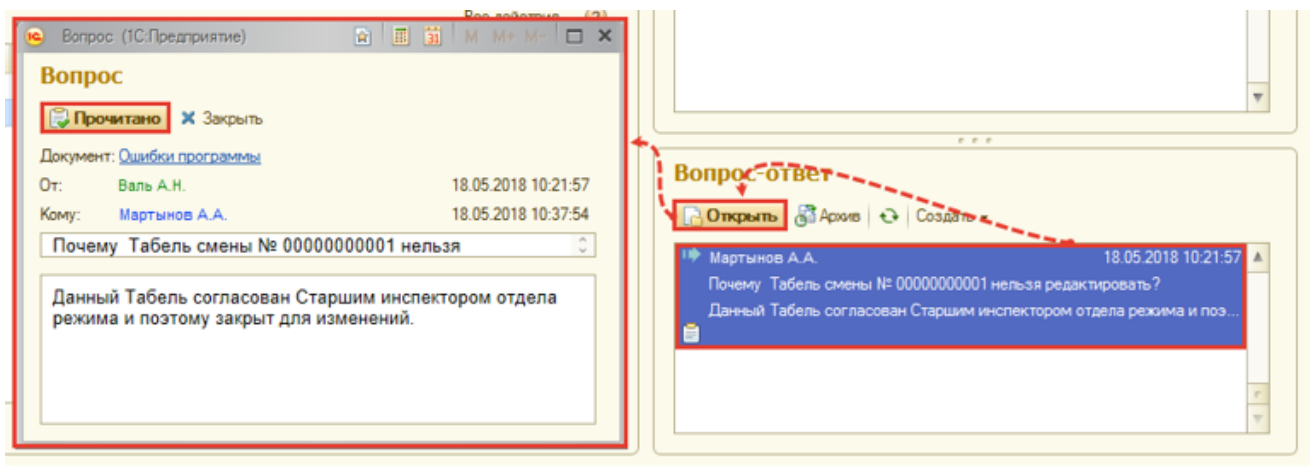 Все действия (?)
Вопрос (1С:Предприятие)
31 M M+ M-
Вопрос
Прочитано Закрыть
Документ: Ошибки программы
От: Валь А.Н. 18.05.2018 10:21:57
Кому: Мартынов А.А. 18.05.2018 10:37:54
Почему Табель смены № 00000000001 нельзя
Данный Табель согласован Старшим инспектором отдела
режима и поэтому закрыт для изменений.
Вопрос-ответ
Открыть Архив Создать
Мартынов А.А. 18.05.2018 10:21:57
Почему Табель смены № 00000000001 нельзя редактировать?
Данный Табель согласован Старшим инспектором отдела режима и поэ...